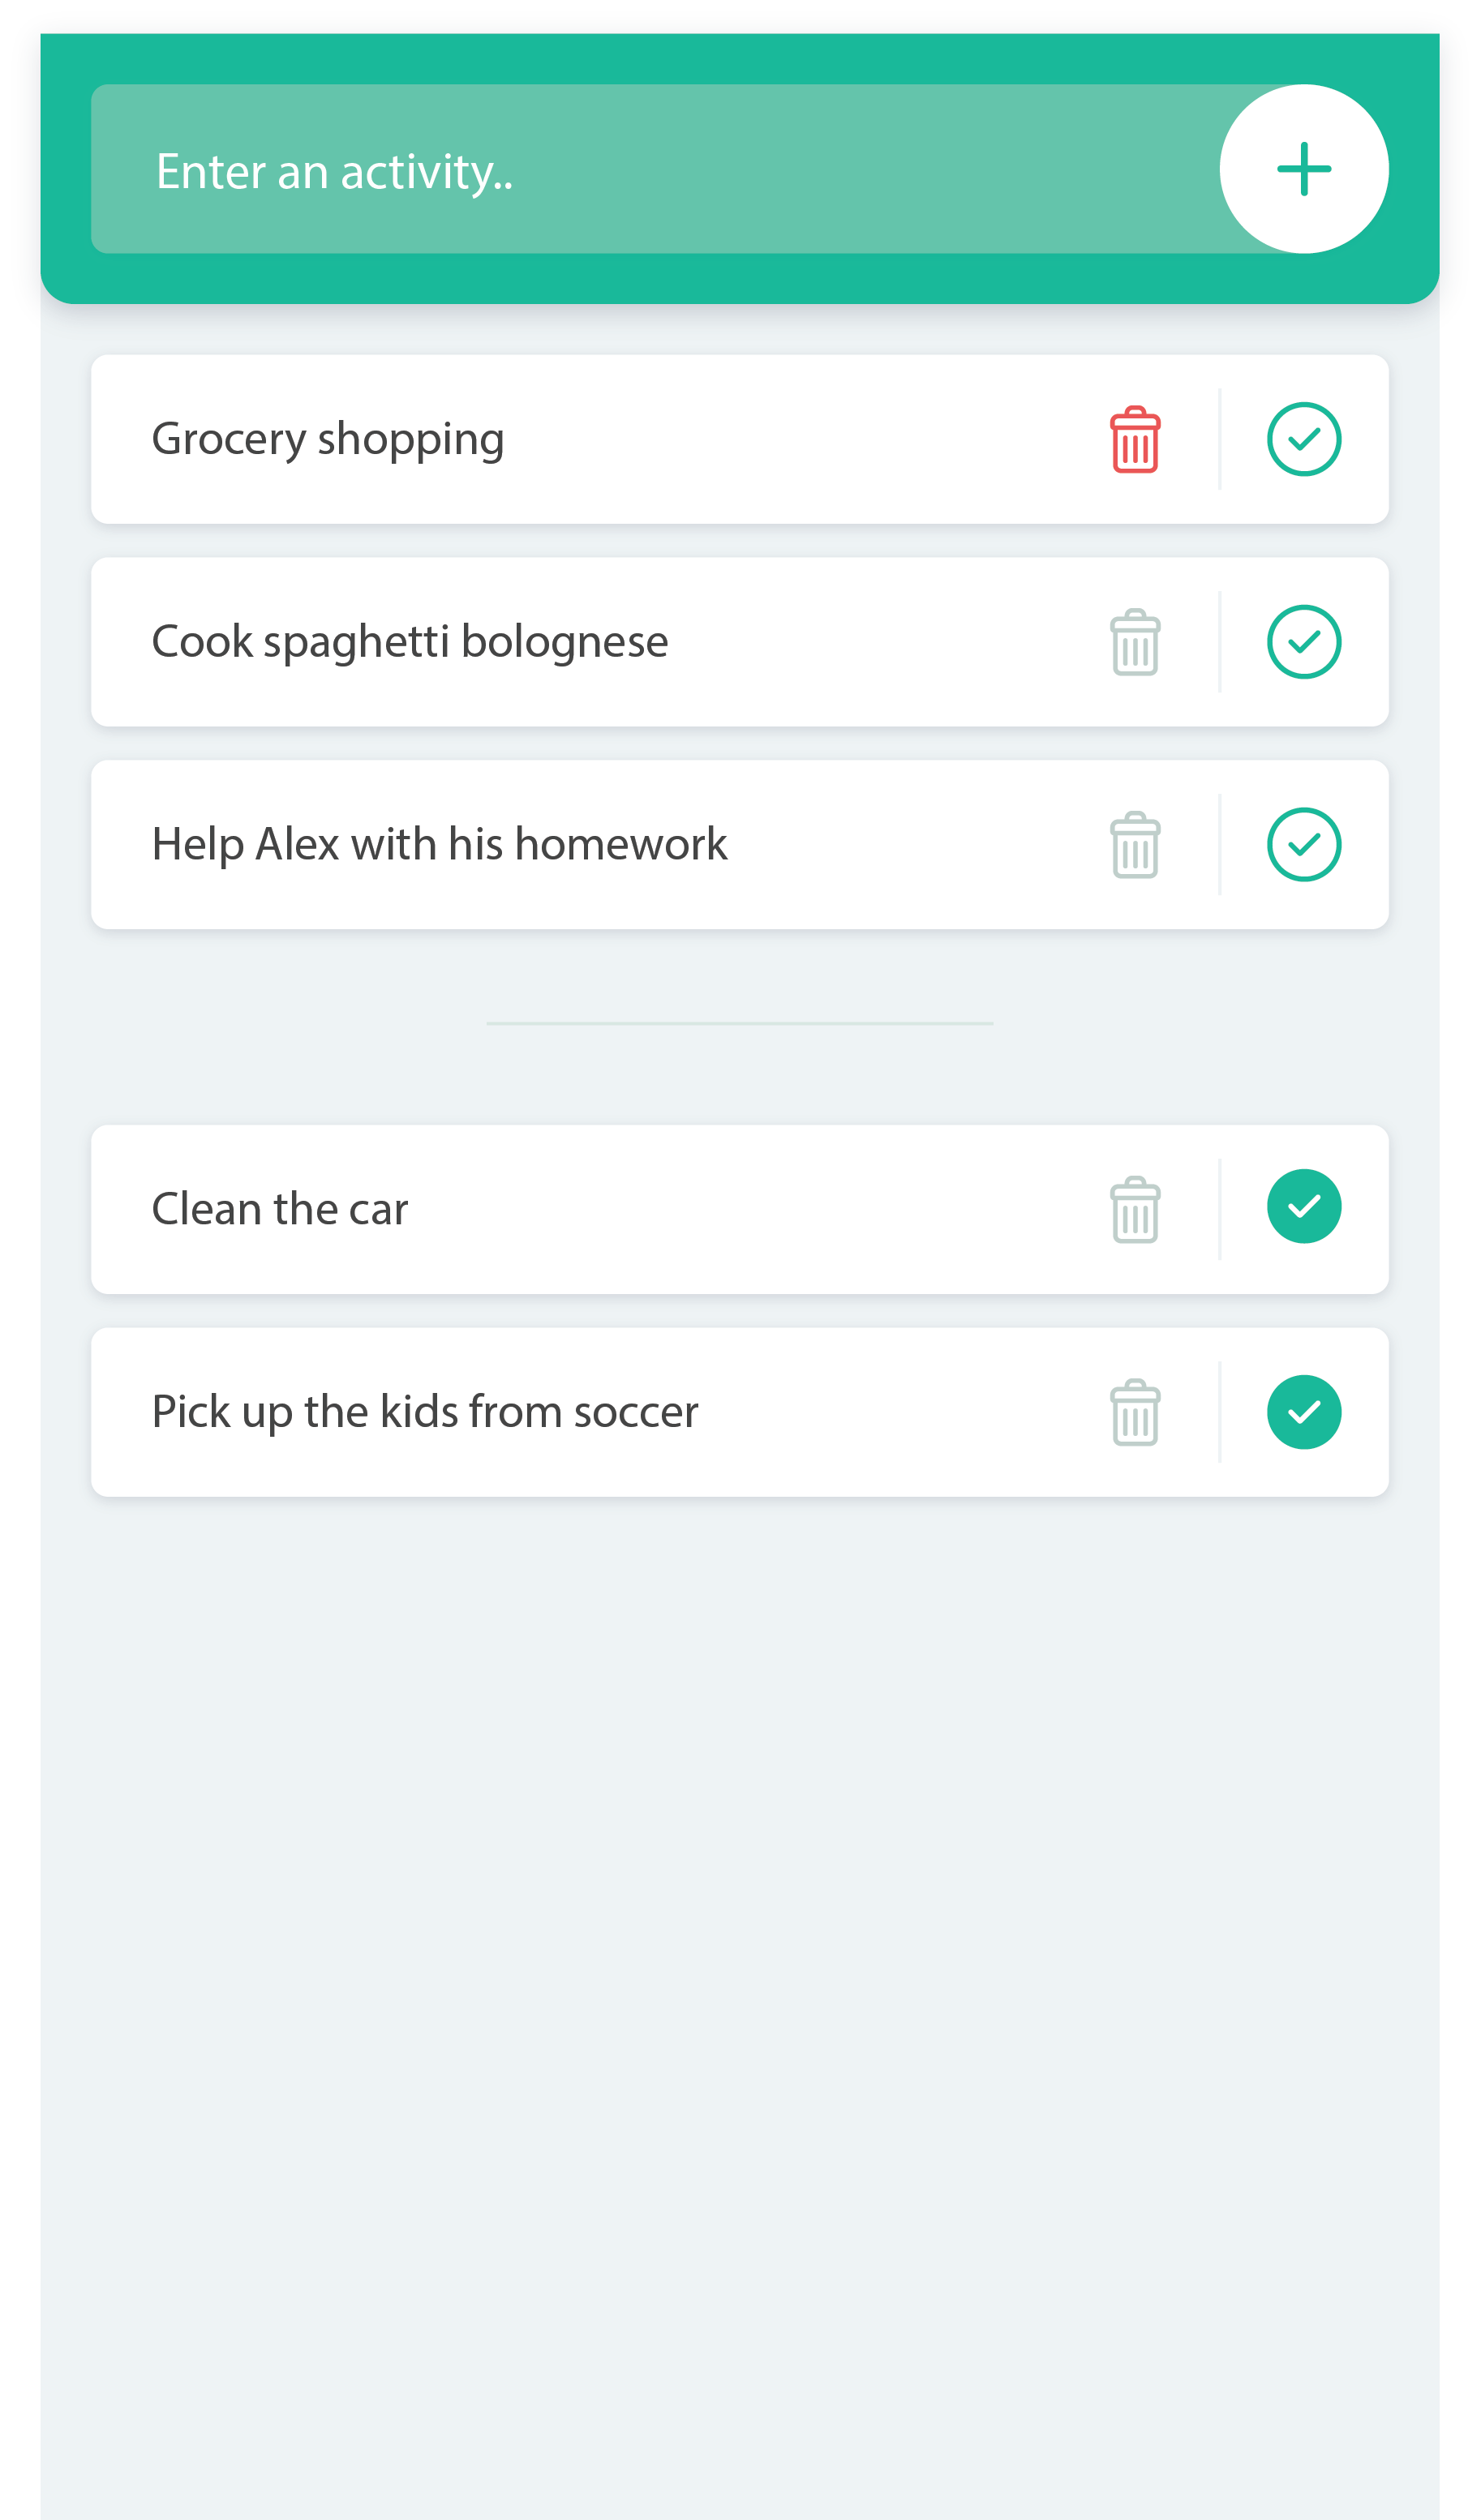 Enter an activity..
Grocery shopping
Cook spaghetti bolognese
Help Alex with his homework
Clean the car
Pick up the kids from soccer